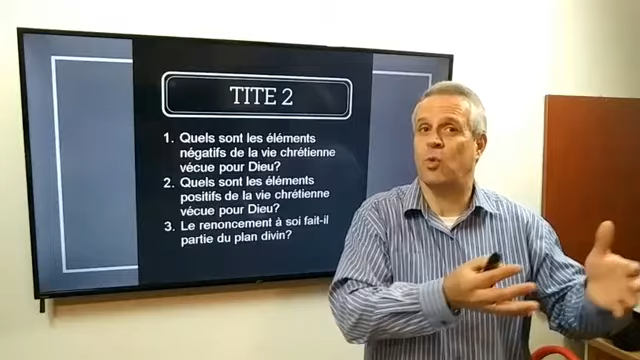 TITE 2
1. Quels sont les éléments
négatifs de la vie chrétienne
vécue pour Dieu?
2. Quels sont les éléments
positifs de la vie chrétienne
vécue pour Dieu?
3. Le renoncement à soi fait-il
partie du plan divin?